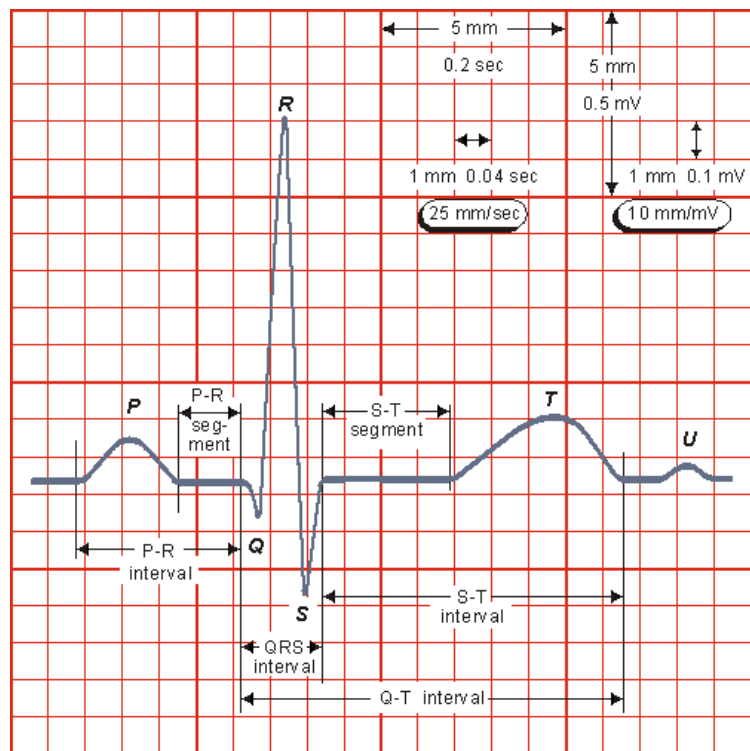 5 mm
0.2 sec
5 mm
0.5 mV
R
1 mm 0.04 sec
1 mm 0.1 mV
25 mm/sec
10 mm/mV
P
P-R
seg-
ment
S-T
segment
T
U
Q
P-R
interval
S
S-T
interval
QRS
interval
Q-T interval